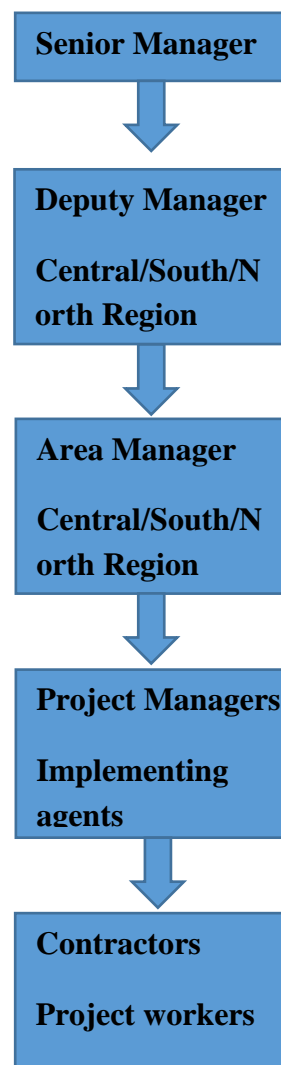 Senior Manager
Deputy Manager
Central/South/N
orth Region
Area Manager
Central/South/N
orth Region
Project Managers
Implementing
agents
Contractors
Project workers